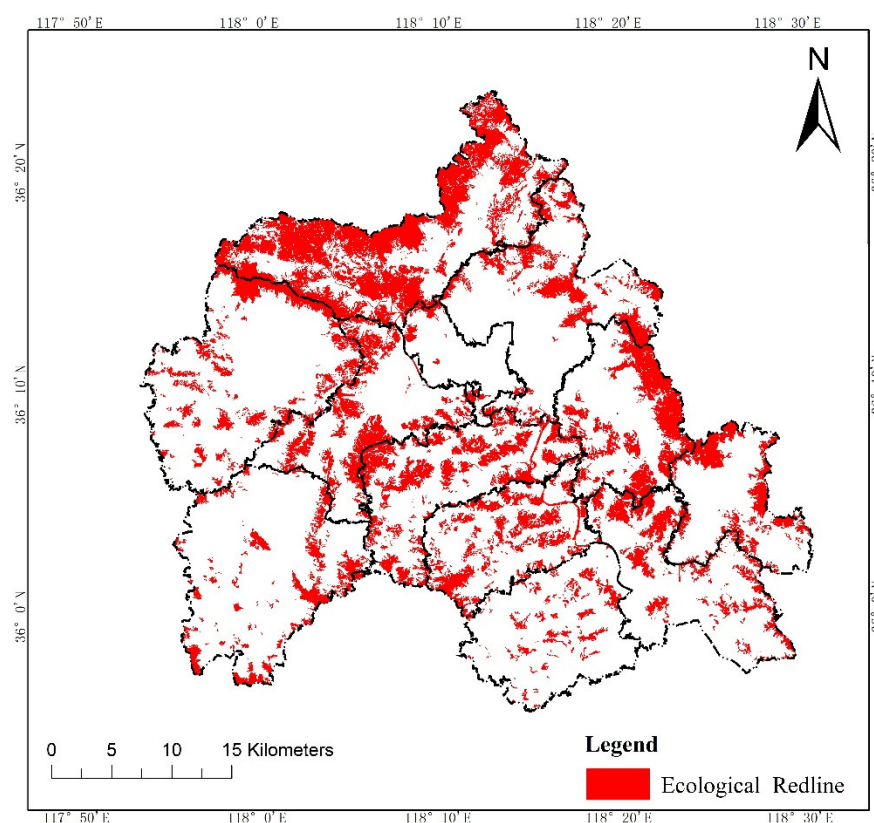 117° 50′ E 118° 0′ E 118° 10′ E 118° 20′ E 118° 30′ E
N
36° 20′ N
36° 10′ N
36° 0′ N
0 5 10 15 Kilometers
Legend
Ecological Redline
117° 50′ E 118° 0′ E 118° 10′ E 118° 20′ E 118° 30′ E